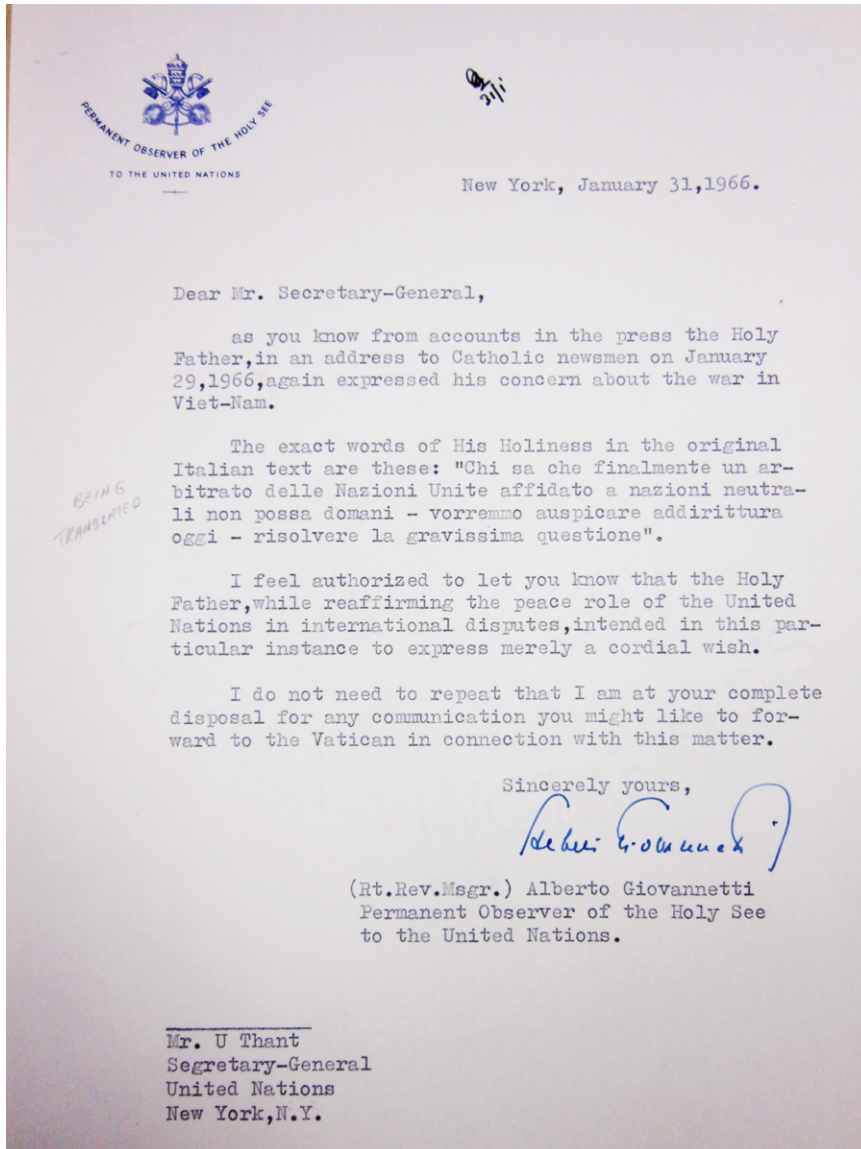 PERMANENT OBSERVER OF THE HOLY SEE
TO THE UNITED NATIONS
31/1
New York, January 31,1966.
Dear Mr. Secretary-General,
as you know from accounts in the press the Holy
Father,in an address to Catholic newsmen on January
29,1966,again expressed his concern about the war in
Viet-Nam.
The exact words of His Holiness in the original
Italian text are these: "Chi sa che finalmente un ar-
bitrato delle Nazioni Unite affidato a nazioni neutra-
li non possa domani - vorremmo auspicare addirittura
oggi - risolvere la gravissima questione".
BEING
TRANSLATED
I feel authorized to let you know that the Holy
Father,while reaffirming the peace role of the United
Nations in international disputes,intended in this par-
ticular instance to express merely a cordial wish.
I do not need to repeat that I am at your complete
disposal for any communication you might like to for-
ward to the Vatican in connection with this matter.
Sincerely yours,
(Rt.Rev.Msgr.) Alberto Giovannetti
Permanent Observer of the Holy See
to the United Nations.
Mr. U Thant
Segretary-General
United Nations
New York,N.Y.